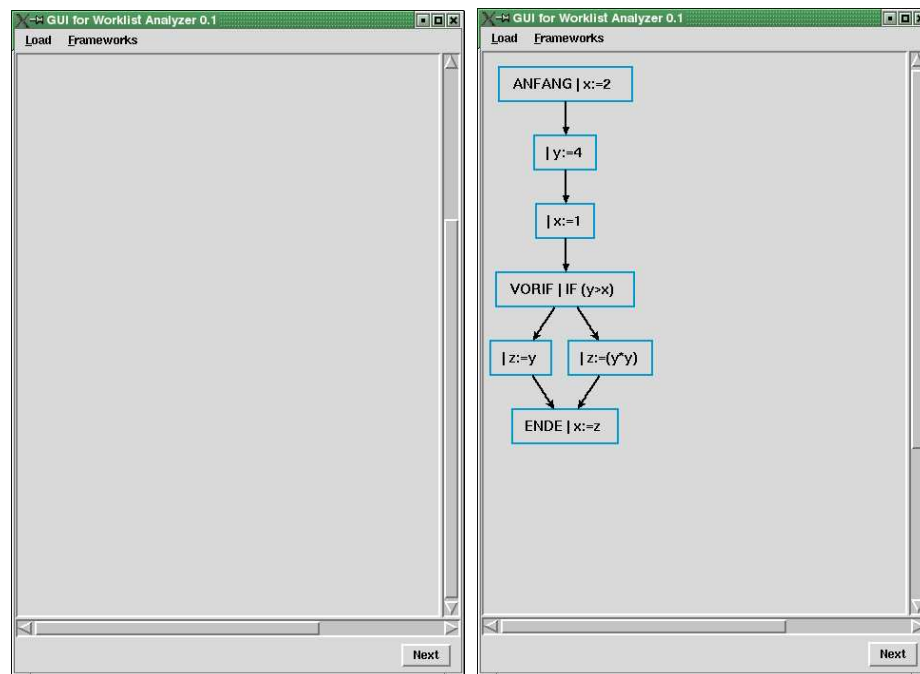 GUI for Worklist Analyzer 0.1
Load Frameworks
Next
GUI for Worklist Analyzer 0.1
Load Frameworks
ANFANG | x:=2
| y:=4
| x:=1
VORIF | IF (y>x)
| z:=y
| z:=(y*y)
ENDE | x:=z
Next